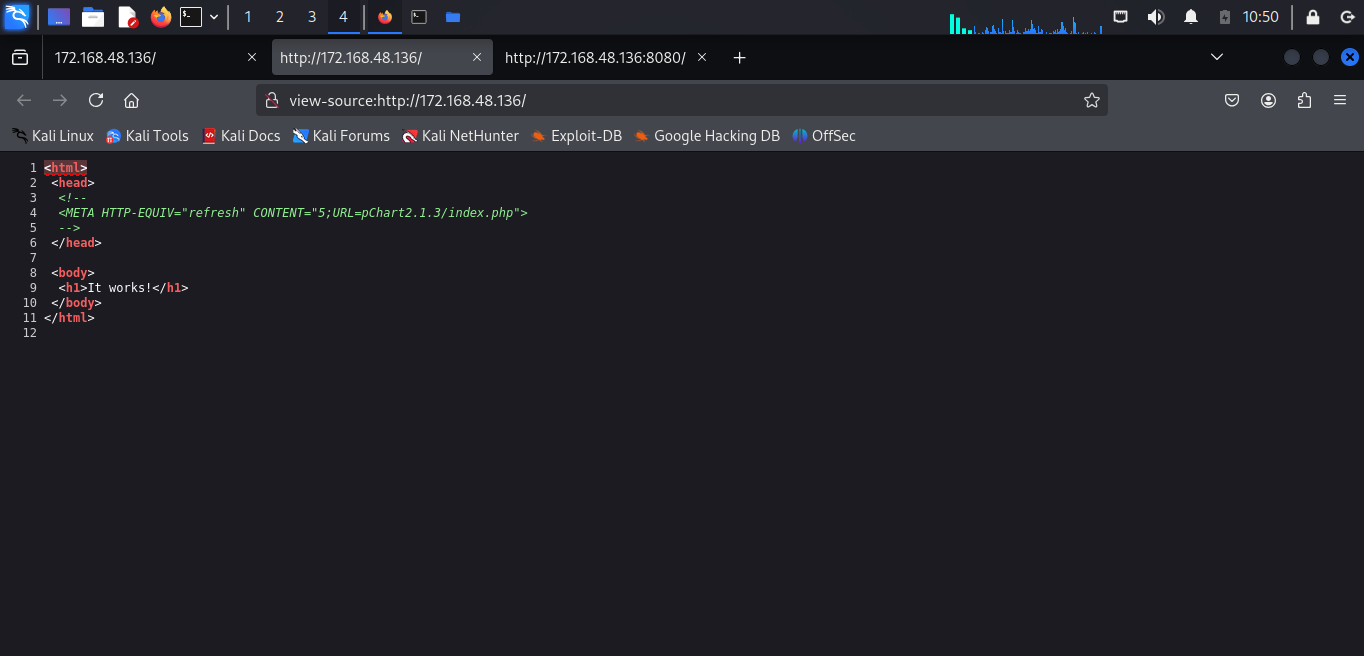 1 2 3 4 10:50
172.168.48.136/ http://172.168.48.136/ http://172.168.48.136:8080/
view-source:http://172.168.48.136/
Kali Linux Kali Tools Kali Docs Kali Forums Kali NetHunter Exploit-DB Google Hacking DB OffSec
1 <html>
2 <head>
3 <!--
4 <META HTTP-EQUIV="refresh" CONTENT="5;URL=pChart2.1.3/index.php">
5 -->
6 </head>
7
8 <body>
9 <h1>It works!</h1>
10 </body>
11 </html>
12